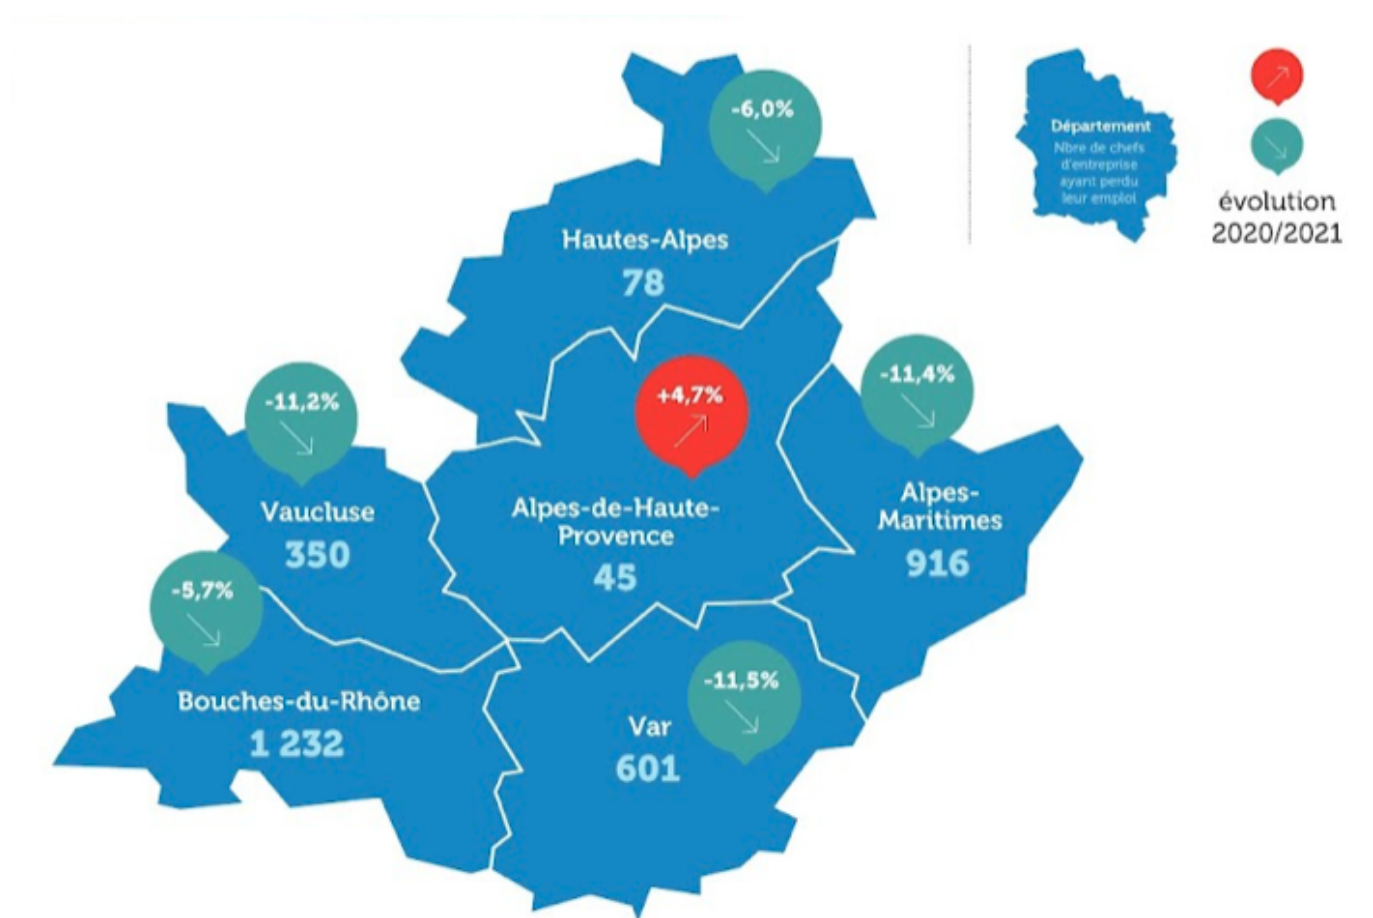 -6,0%
Département
Nbre de chefs
d'entreprise
ayant perdu
leur emploi
évolution
2020/2021
Hautes-Alpes
78
-11,2%
+4,7%
-11,4%
Vaucluse
350
Alpes-de-Haute-
Provence
45
Alpes-
Maritimes
916
-5,7%
Bouches-du-Rhône
1 232
-11,5%
Var
601